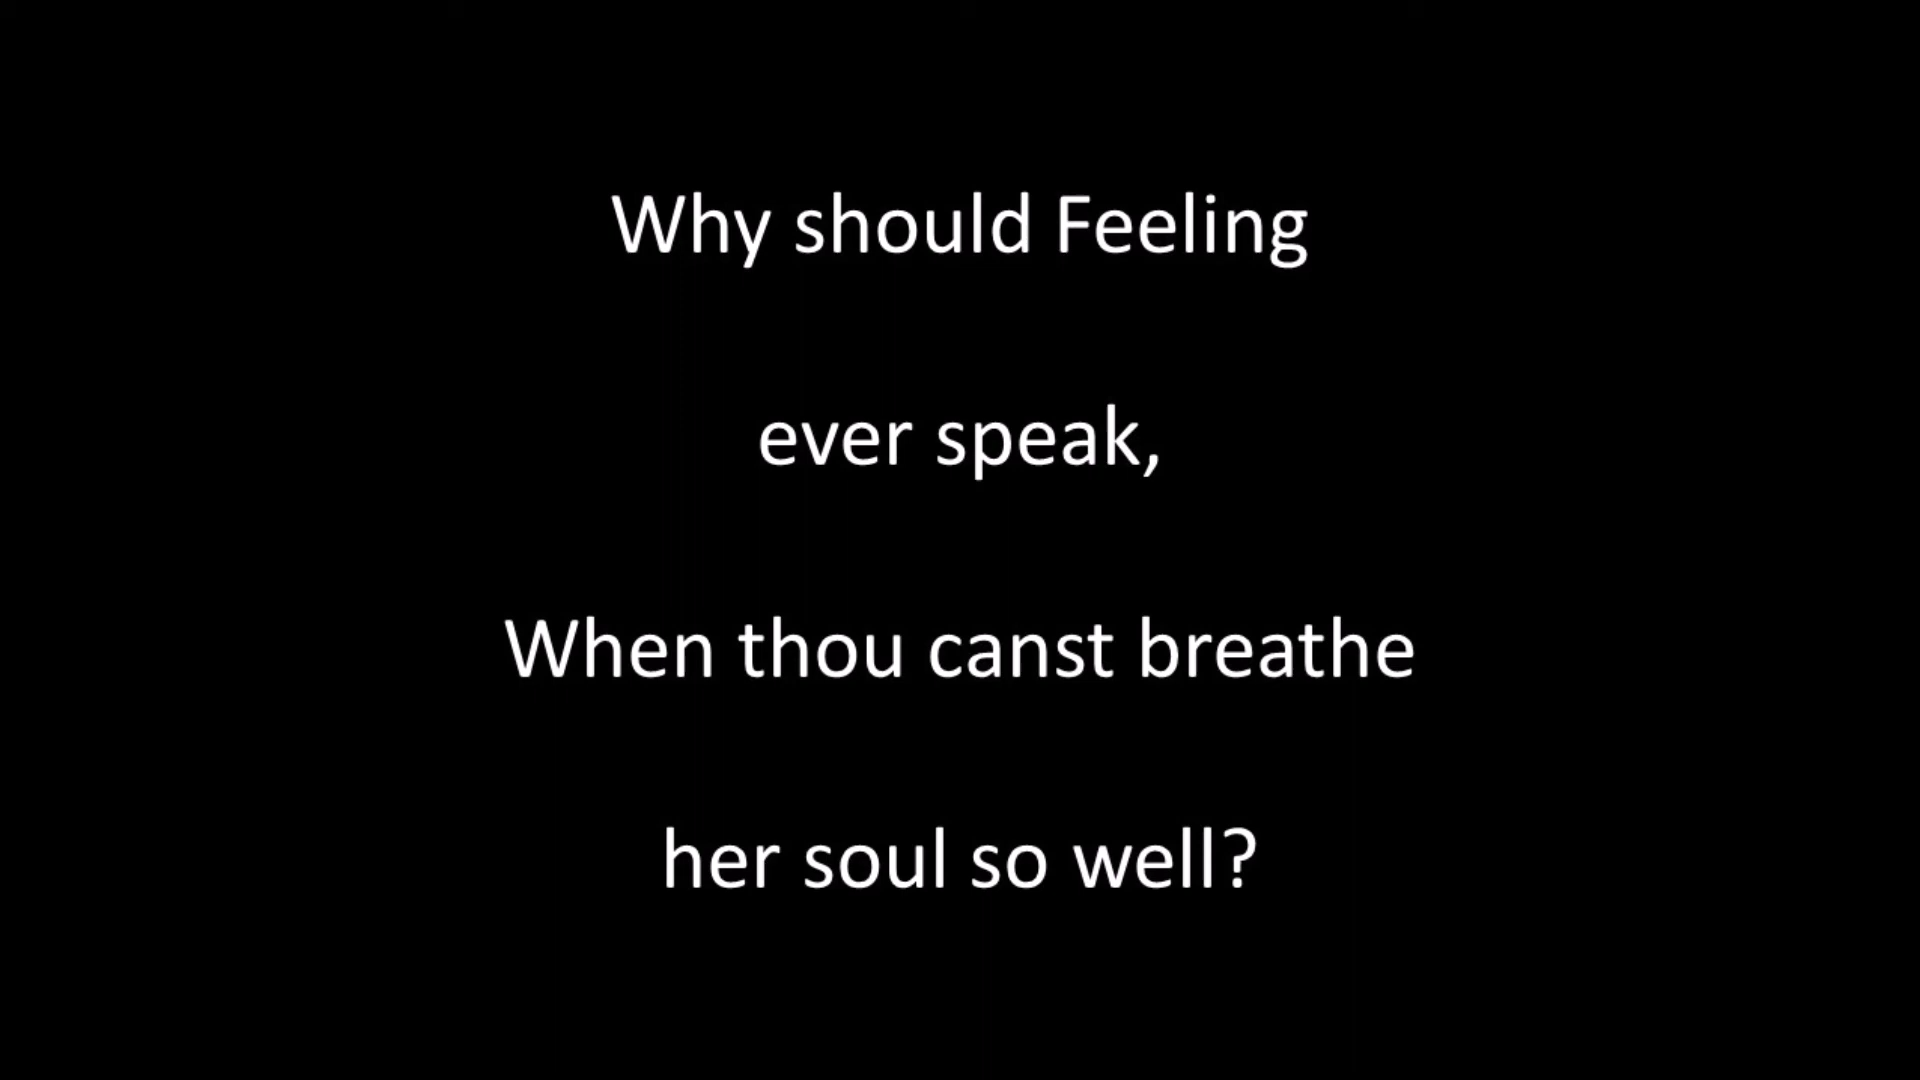 Why should Feeling
ever speak,
When thou canst breathe
her soul so well?